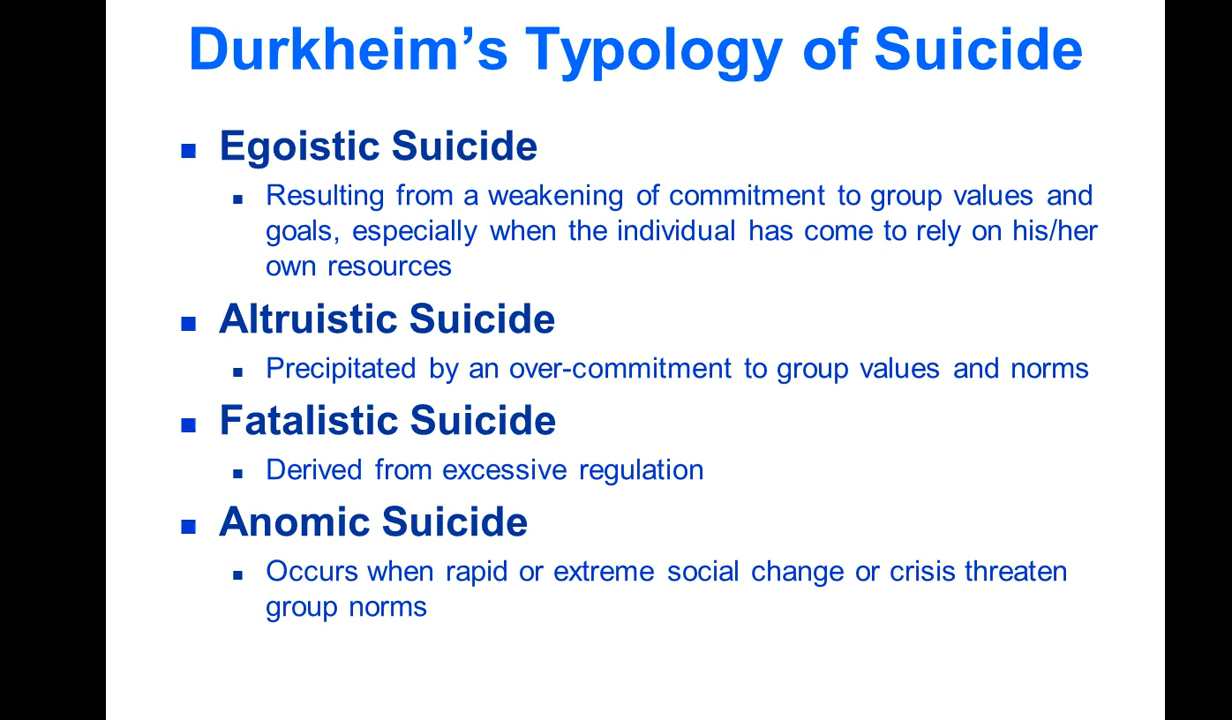 Durkheim’s Typology of Suicide
Egoistic Suicide
Resulting from a weakening of commitment to group values and
goals, especially when the individual has come to rely on his/her
own resources
Altruistic Suicide
Precipitated by an over-commitment to group values and norms
Fatalistic Suicide
Derived from excessive regulation
Anomic Suicide
Occurs when rapid or extreme social change or crisis threaten
group norms